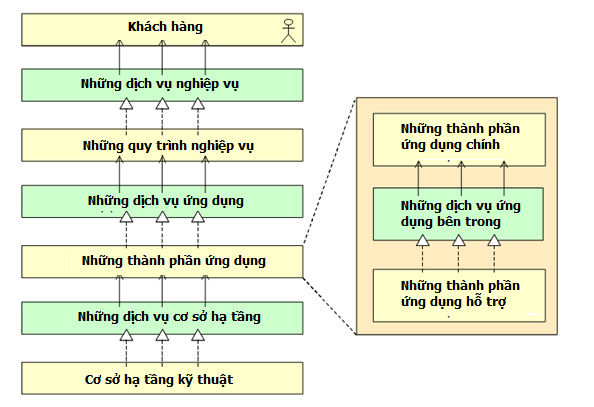 Khách hàng
Những dịch vụ nghiệp vụ
Những quy trình nghiệp vụ
Những dịch vụ ứng dụng
Những thành phần ứng dụng
Những dịch vụ cơ sở hạ tầng
Cơ sở hạ tầng kỹ thuật
Những thành phần
ứng dụng chính
Những dịch vụ ứng
dụng bên trong
Những thành phần
ứng dụng hỗ trợ